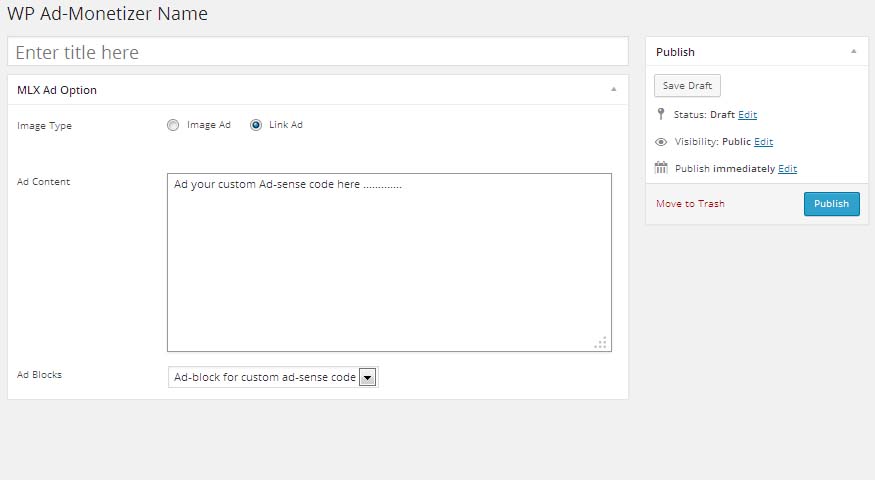 WP Ad-Monetizer Name
Enter title here
MLX Ad Option
Image Type
Image Ad Link Ad
Ad Content
Ad your custom Ad-sense code here .............
Ad Blocks
Ad-block for custom ad-sense code
Publish
Save Draft
Status: Draft Edit
Visibility: Public Edit
Publish immediately Edit
Move to Trash
Publish